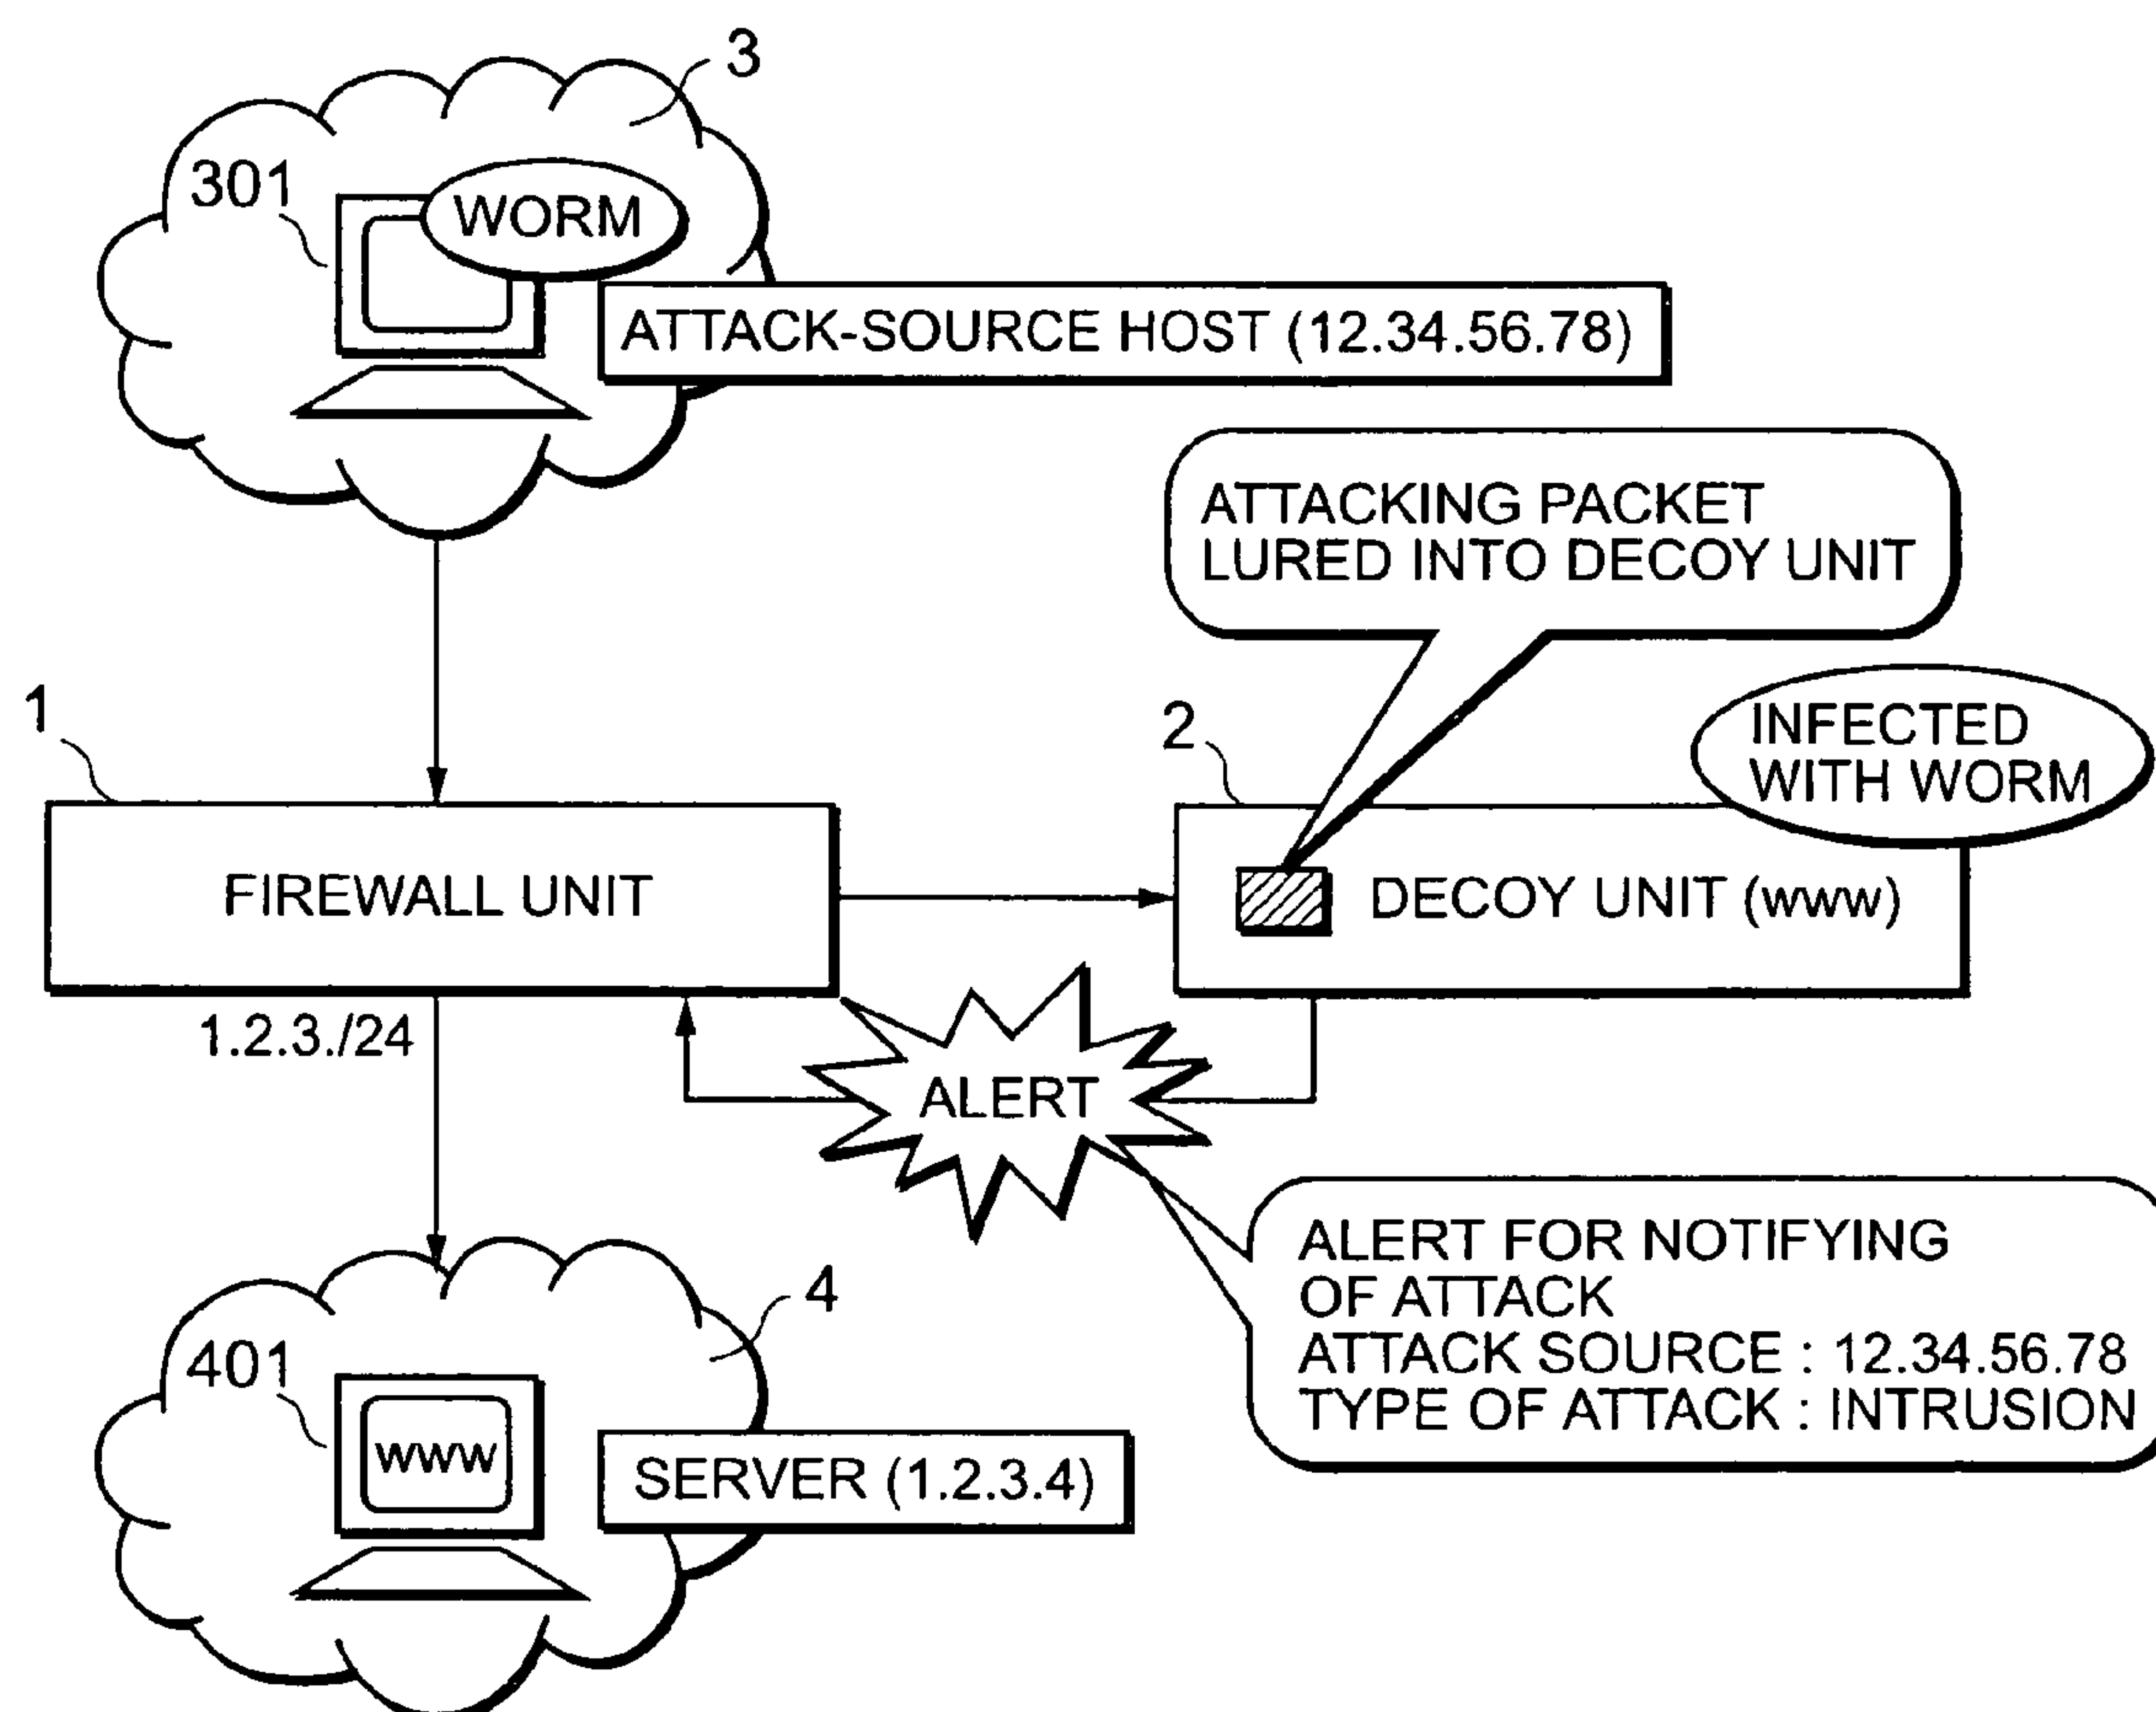 3
301
WORM
ATTACK-SOURCE HOST (12.34.56.78)
ATTACKING PACKET
LURED INTO DECOY UNIT
1
2
INFECTED
WITH WORM
FIREWALL UNIT
DECOY UNIT (WWW)
1.2.3./24
ALERT
ALERT FOR NOTIFYING
OF ATTACK
ATTACK SOURCE : 12.34.56.78
TYPE OF ATTACK : INTRUSION
4
401
WWW
SERVER (1.2.3.4)